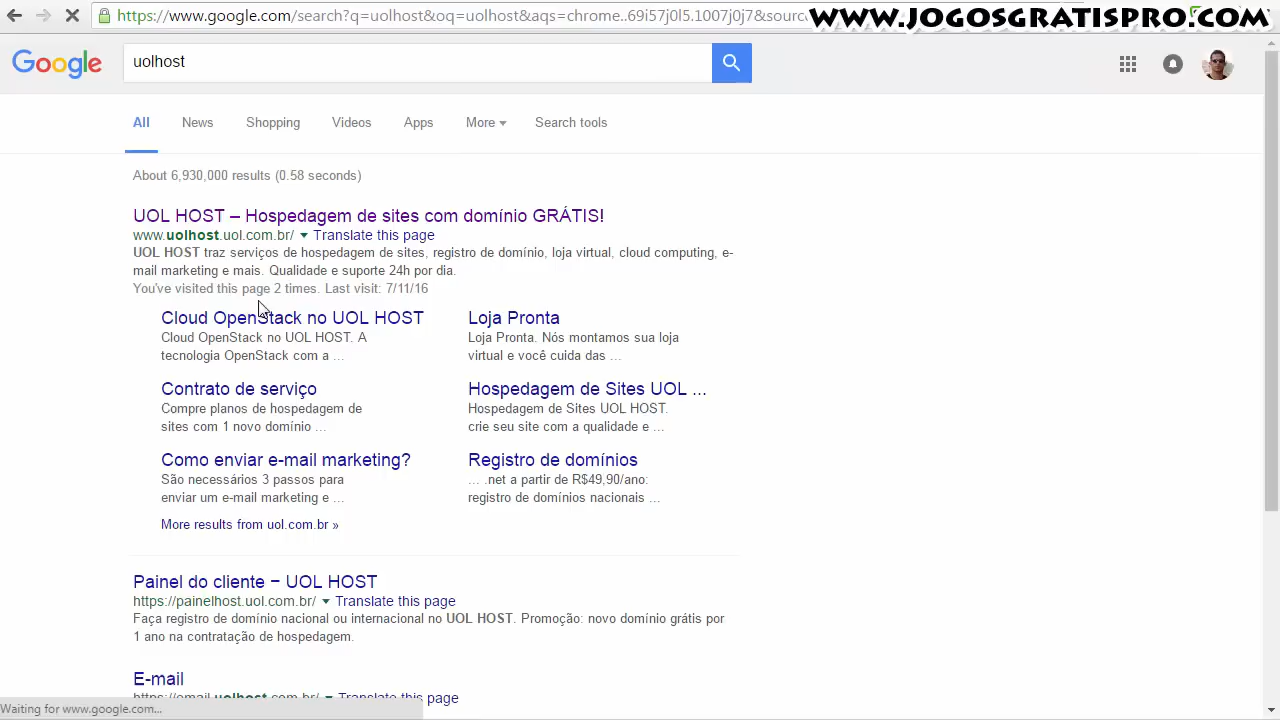 https://www.google.com/search?q=uolhost&oq=uolhost&aqs=chrome..69i57j0l5.1007j0j7&sourc
WWW.JOGOSGRATISPRO.COM
Google
uolhost
All News Shopping Videos Apps More Search tools
About 6,930,000 results (0.58 seconds)
UOL HOST – Hospedagem de sites com domínio GRÁTIS!
www.uolhost.uol.com.br/ Translate this page
UOL HOST traz serviços de hospedagem de sites, registro de domínio, loja virtual, cloud computing, e-
mail marketing e mais. Qualidade e suporte 24h por dia.
You've visited this page 2 times. Last visit: 7/11/16
Cloud OpenStack no UOL HOST
Cloud OpenStack no UOL HOST. A
tecnologia OpenStack com a ...
Loja Pronta
Loja Pronta. Nós montamos sua loja
virtual e você cuida das ...
Contrato de serviço
Compre planos de hospedagem de
sites com 1 novo domínio ...
Hospedagem de Sites UOL ...
Hospedagem de Sites UOL HOST.
crie seu site com a qualidade e ...
Como enviar e-mail marketing?
São necessários 3 passos para
enviar um e-mail marketing e ...
Registro de domínios
... .net a partir de R$49,90/ano:
registro de domínios nacionais ...
More results from uol.com.br »
Painel do cliente – UOL HOST
https://painelhost.uol.com.br/ Translate this page
Faça registro de domínio nacional ou internacional no UOL HOST. Promoção: novo domínio grátis por
1 ano na contratação de hospedagem.
E-mail
https://email.uolhost.com.br/ Translate this page
Waiting for www.google.com...